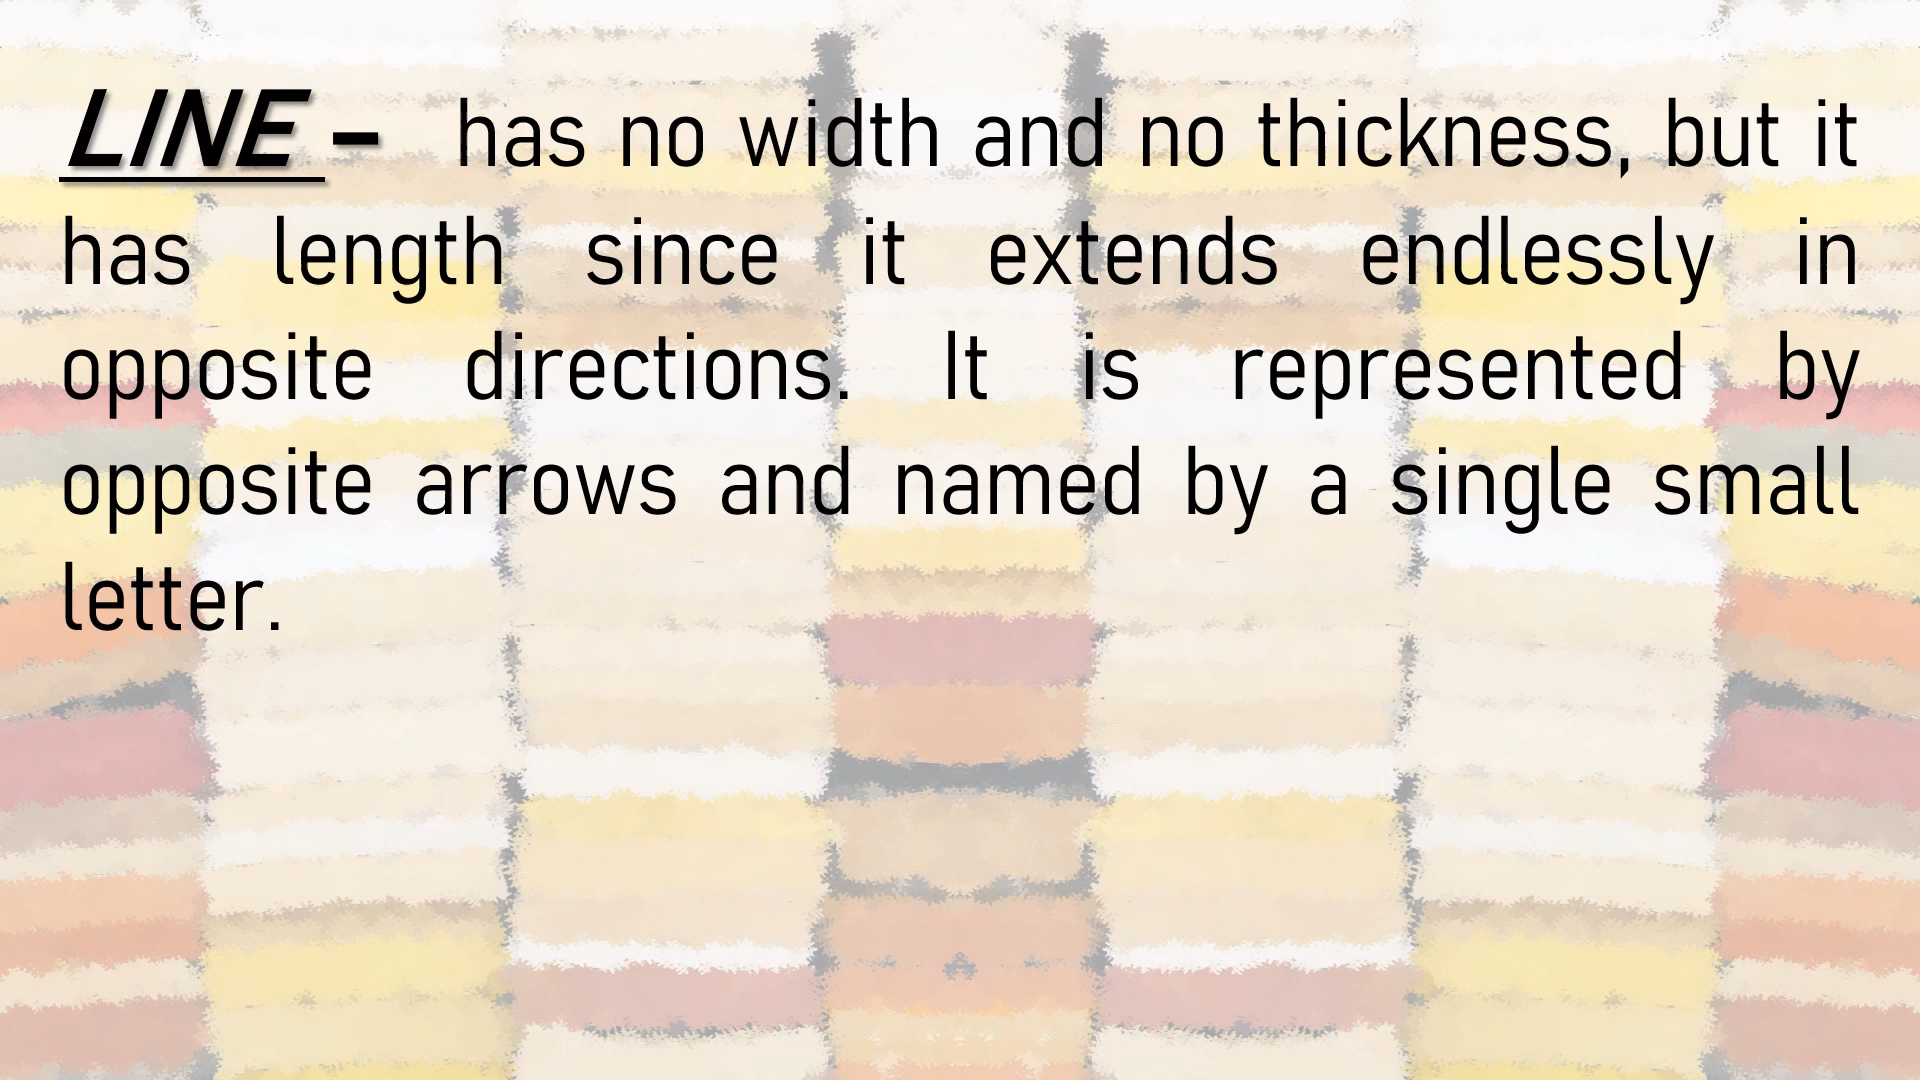 LINE – has no width and no thickness, but it
has length since it extends endlessly in
opposite directions. It is represented by
opposite arrows and named by a single small
letter.